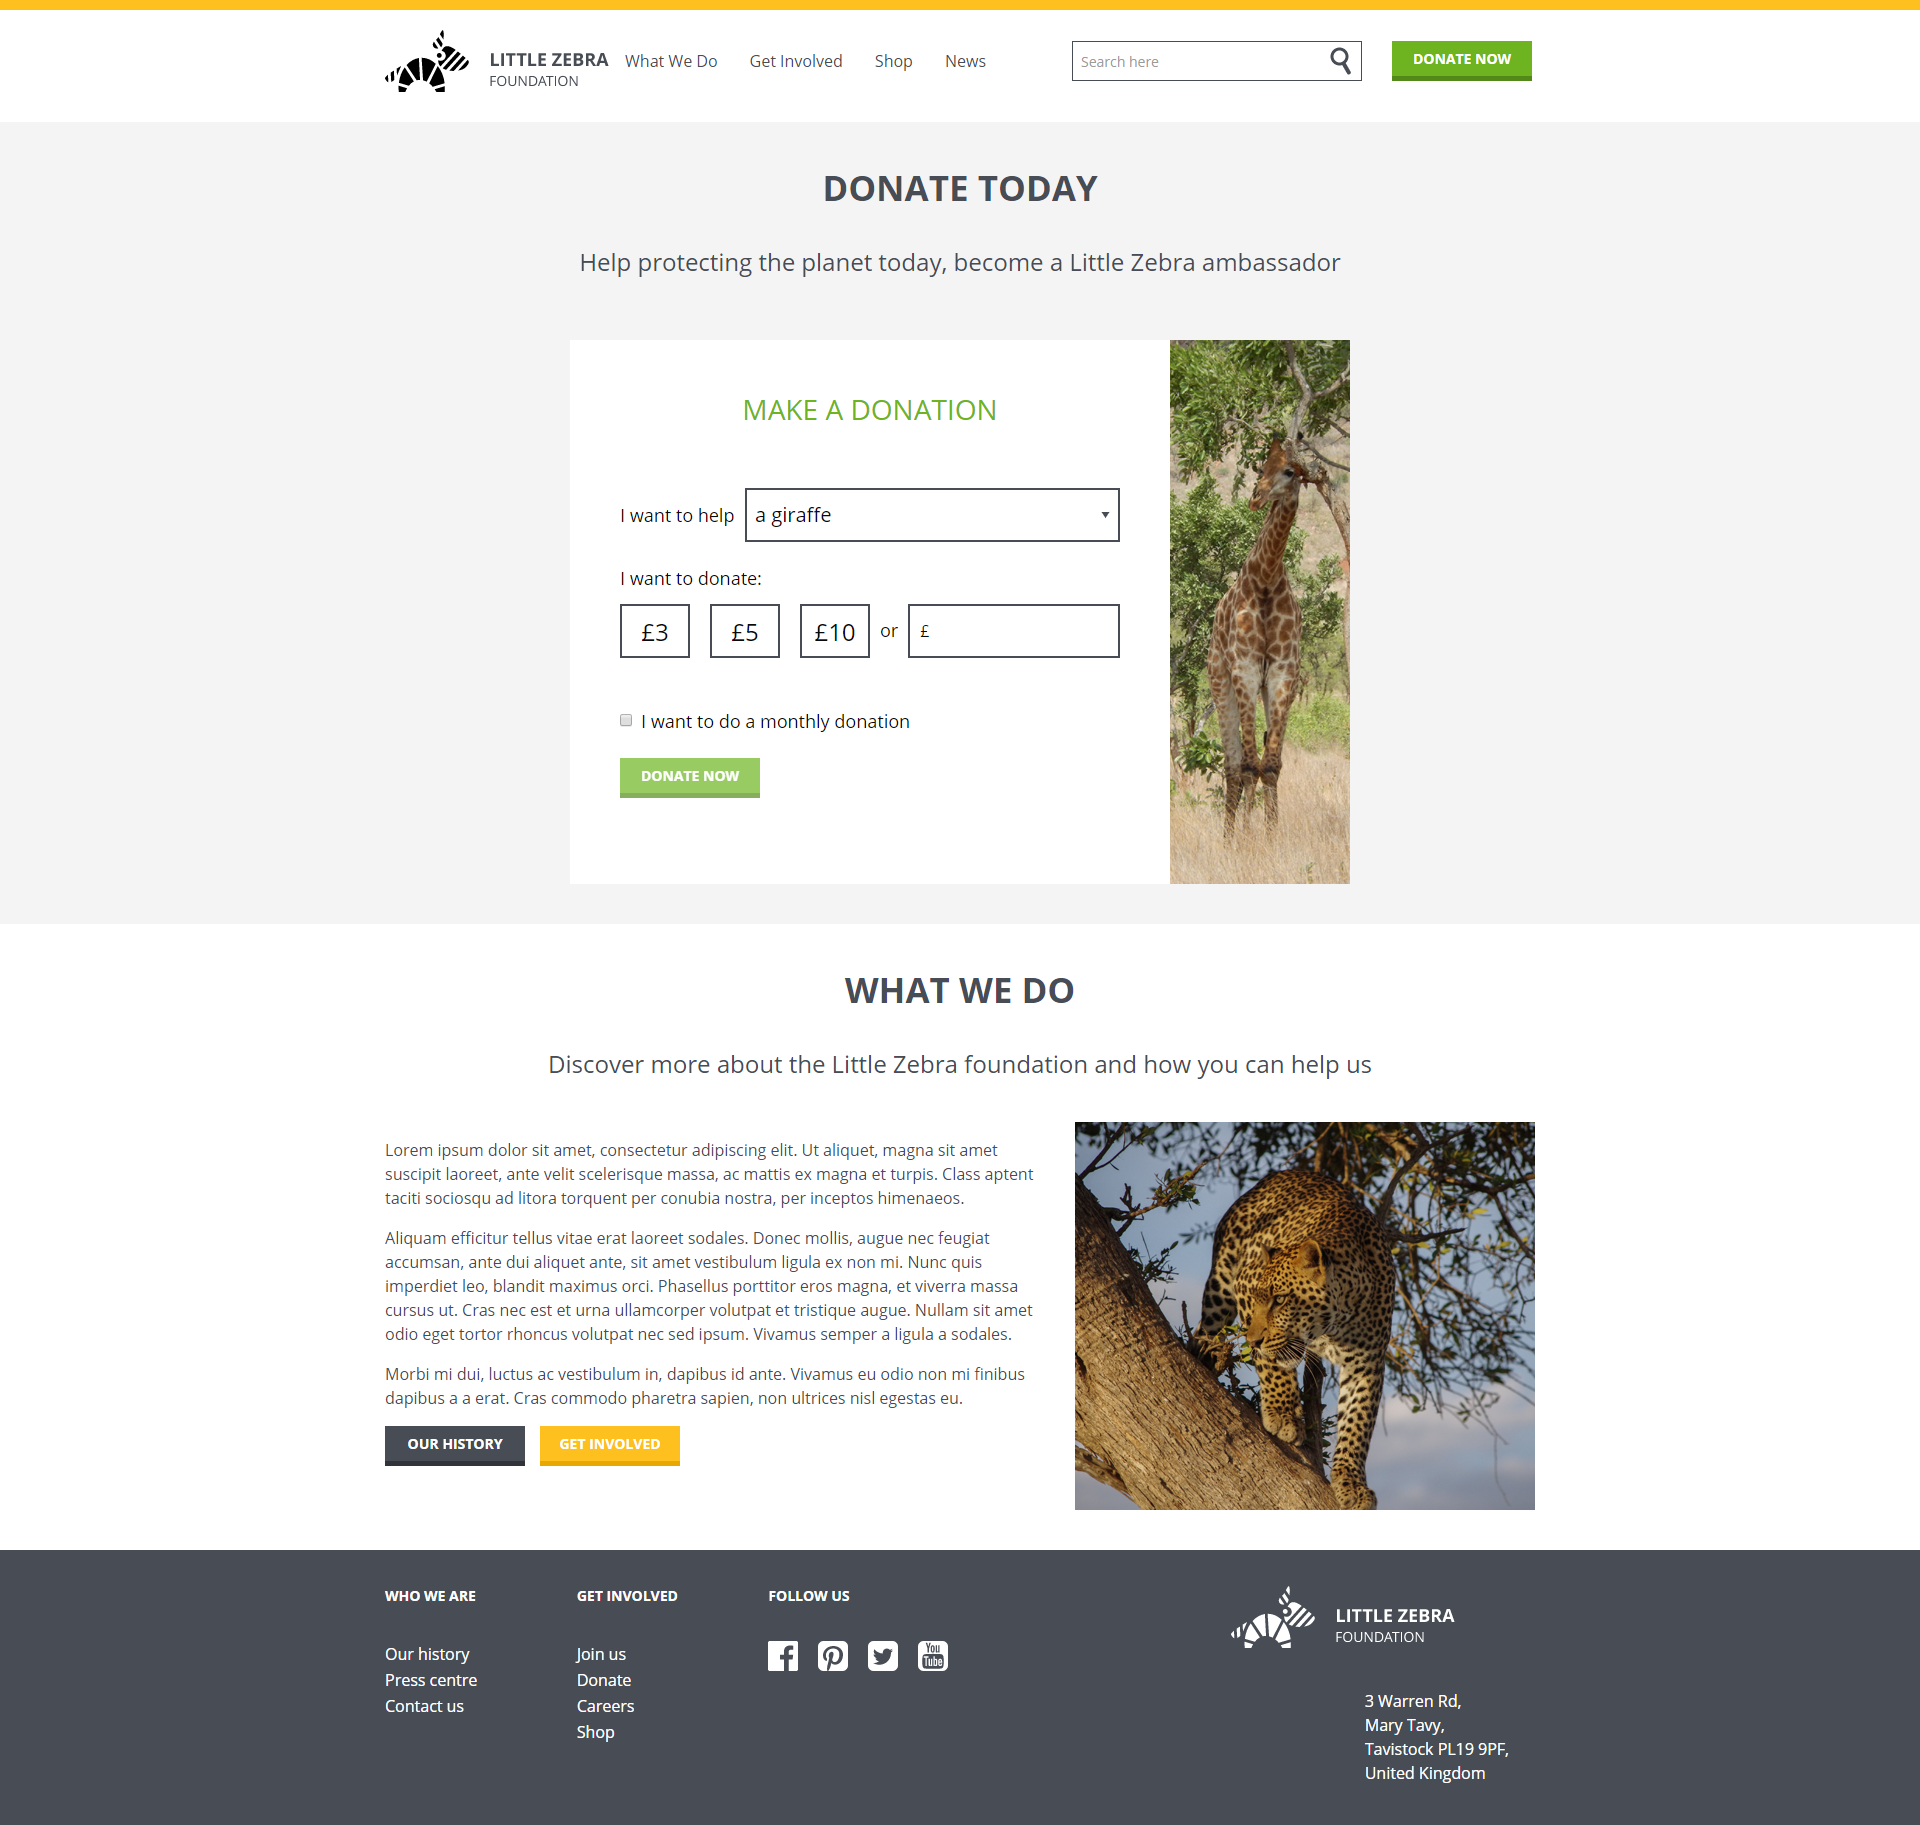 LITTLE ZEBRA
FOUNDATION
What We Do
Get Involved
Shop
News
Search here
DONATE NOW
DONATE TODAY
Help protecting the planet today, become a Little Zebra ambassador
MAKE A DONATION
I want to help
a giraffe
I want to donate:
£3
£5
£10
or
£
I want to do a monthly donation
DONATE NOW
WHAT WE DO
Discover more about the Little Zebra foundation and how you can help us
Lorem ipsum dolor sit amet, consectetur adipiscing elit. Ut aliquet, magna sit amet
suscipit laoreet, ante velit scelerisque massa, ac mattis ex magna et turpis. Class aptent
taciti sociosqu ad litora torquent per conubia nostra, per inceptos himenaeos.
Aliquam efficitur tellus vitae erat laoreet sodales. Donec mollis, augue nec feugiat
accumsan, ante dui aliquet ante, sit amet vestibulum ligula ex non mi. Nunc quis
imperdiet leo, blandit maximus orci. Phasellus porttitor eros magna, et viverra massa
cursus ut. Cras nec est et urna ullamcorper volutpat et tristique augue. Nullam sit amet
odio eget tortor rhoncus volutpat nec sed ipsum. Vivamus semper a ligula a sodales.
Morbi mi dui, luctus ac vestibulum in, dapibus id ante. Vivamus eu odio non mi finibus
dapibus a a erat. Cras commodo pharetra sapien, non ultrices nisl egestas eu.
OUR HISTORY
GET INVOLVED
WHO WE ARE
Our history
Press centre
Contact us
GET INVOLVED
Join us
Donate
Careers
Shop
FOLLOW US
You
Tube
LITTLE ZEBRA
FOUNDATION
3 Warren Rd,
Mary Tavy,
Tavistock PL19 9PF,
United Kingdom